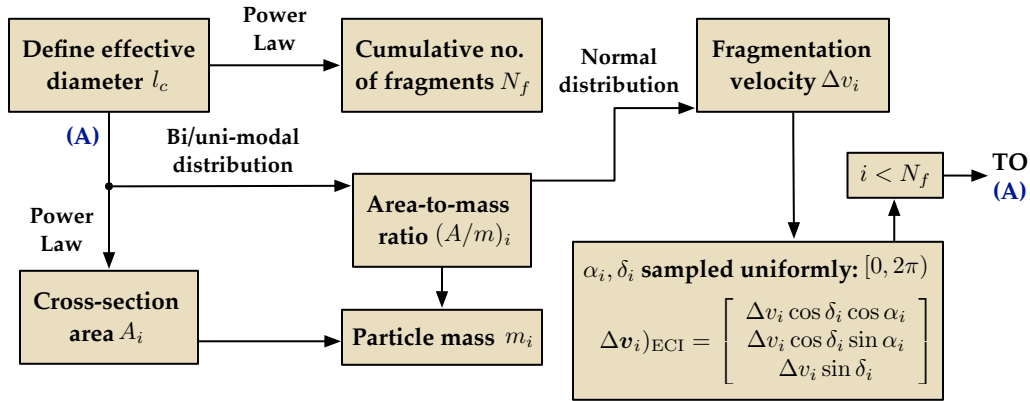 Define effective
diameter l_c
Power
Law
Cumulative no.
of fragments N_f
Normal
distribution
Fragmentation
velocity Δv_i
(A)
Bi/uni-modal
distribution
Power
Law
Area-to-mass
ratio (A/m)_i
i < N_f
TO
(A)
Cross-section
area A_i
Particle mass m_i
α_i, δ_i sampled uniformly: [0, 2π)
Δv_i)_ECI = [ Δv_i cos δ_i cos α_i
Δv_i cos δ_i sin α_i
Δv_i sin δ_i ]